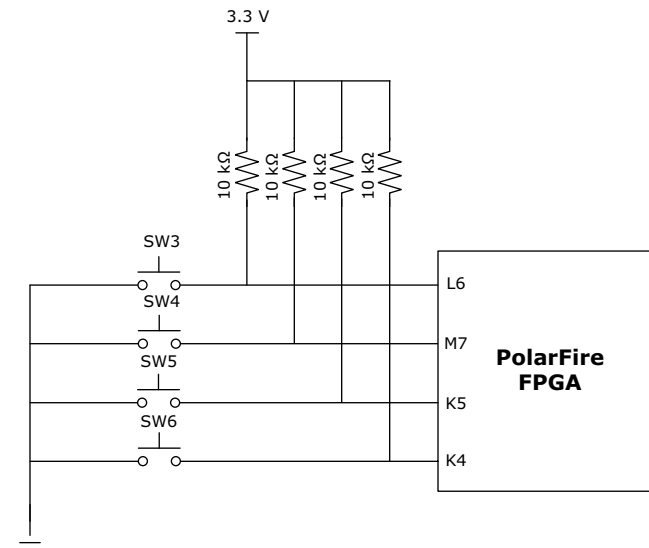 3.3 V
10 kΩ
10 kΩ
10 kΩ
10 kΩ
SW3
L6
SW4
M7
SW5
K5
SW6
K4
PolarFire
FPGA